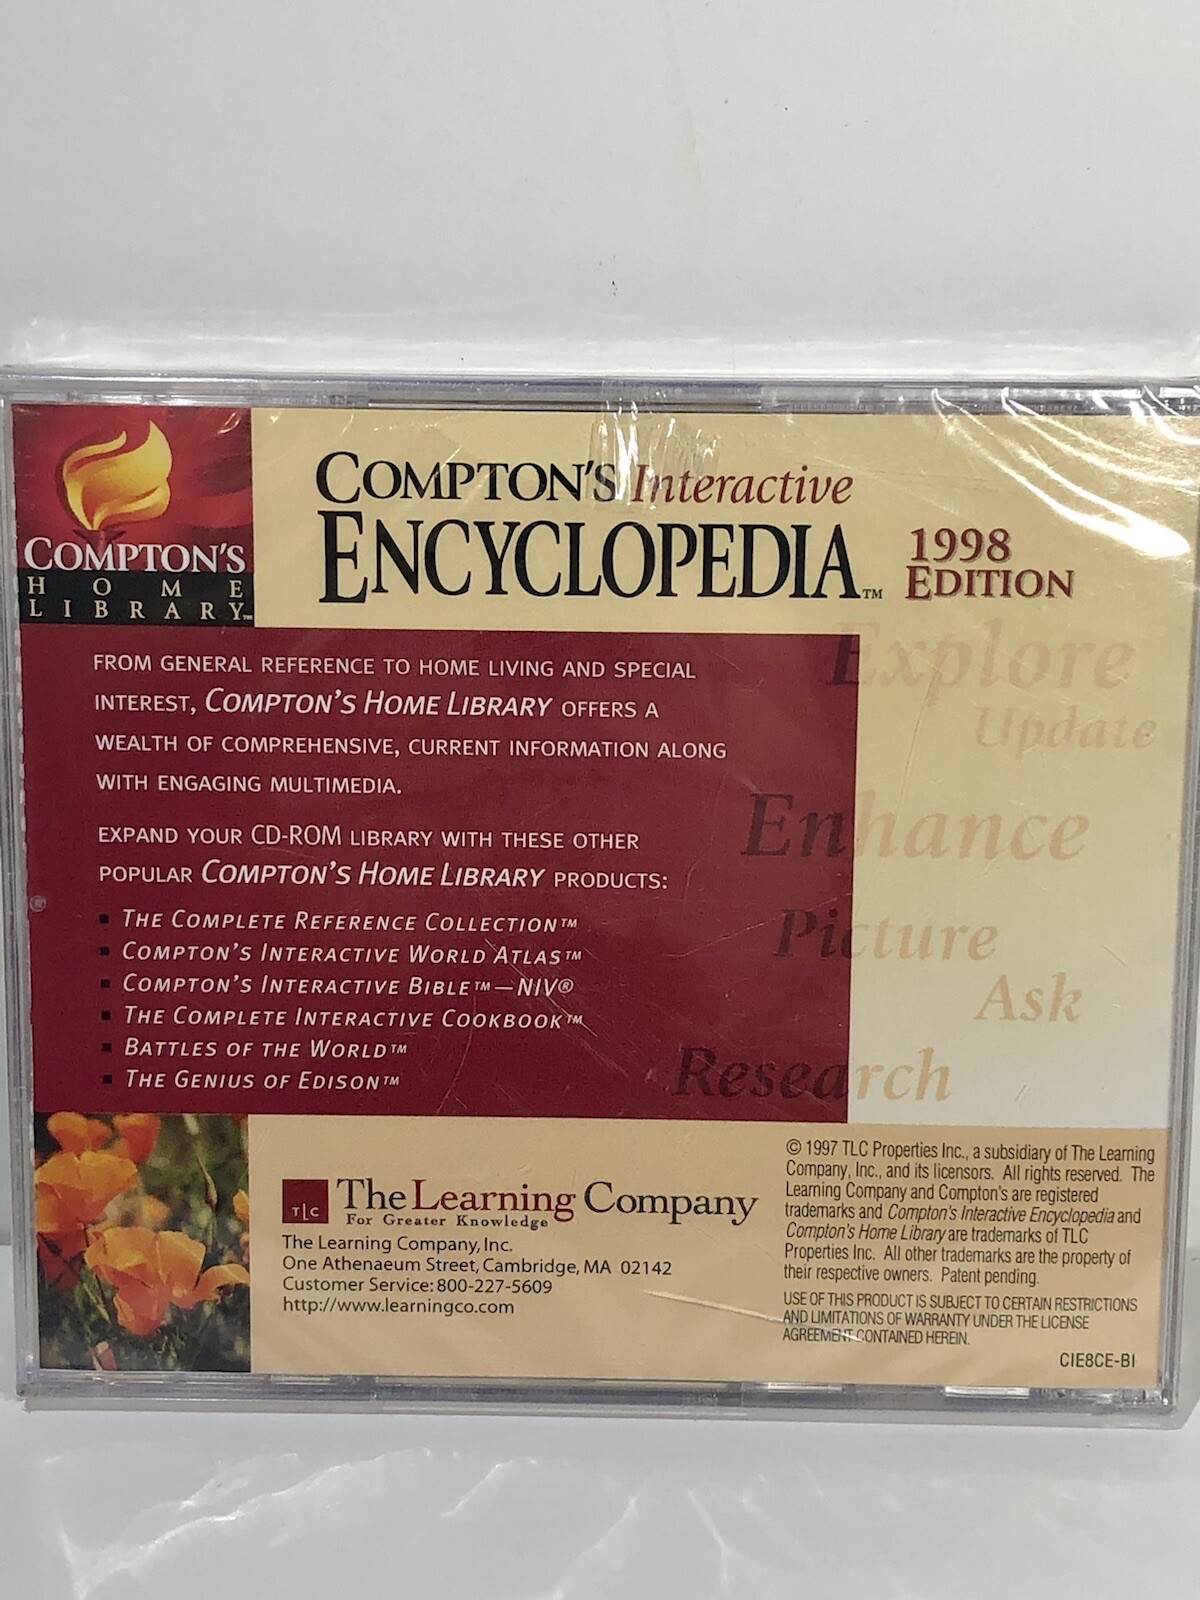 COMPTON'S
HOME
LIBRARY™
COMPTON'S Interactive
ENCYCLOPEDIA™
1998
EDITION
FROM GENERAL REFERENCE TO HOME LIVING AND SPECIAL
INTEREST, COMPTON'S HOME LIBRARY OFFERS A
WEALTH OF COMPREHENSIVE, CURRENT INFORMATION ALONG
WITH ENGAGING MULTIMEDIA.
EXPAND YOUR CD-ROM LIBRARY WITH THESE OTHER
POPULAR COMPTON'S HOME LIBRARY PRODUCTS:
▪ THE COMPLETE REFERENCE COLLECTION™
▪ COMPTON'S INTERACTIVE WORLD ATLAS™
▪ COMPTON'S INTERACTIVE BIBLE™—NIV®
▪ THE COMPLETE INTERACTIVE COOKBOOK™
▪ BATTLES OF THE WORLD™
▪ THE GENIUS OF EDISON™
Explore
Update
Enhance
Picture
Ask
Research
TLC
The Learning Company
For Greater Knowledge
The Learning Company, Inc.
One Athenaeum Street, Cambridge, MA 02142
Customer Service: 800-227-5609
http://www.learningco.com
© 1997 TLC Properties Inc., a subsidiary of The Learning
Company, Inc., and its licensors. All rights reserved. The
Learning Company and Compton's are registered
trademarks and Compton's Interactive Encyclopedia and
Compton's Home Library are trademarks of TLC
Properties Inc. All other trademarks are the property of
their respective owners. Patent pending.
USE OF THIS PRODUCT IS SUBJECT TO CERTAIN RESTRICTIONS
AND LIMITATIONS OF WARRANTY UNDER THE LICENSE
AGREEMENT CONTAINED HEREIN.
CIE8CE-BI